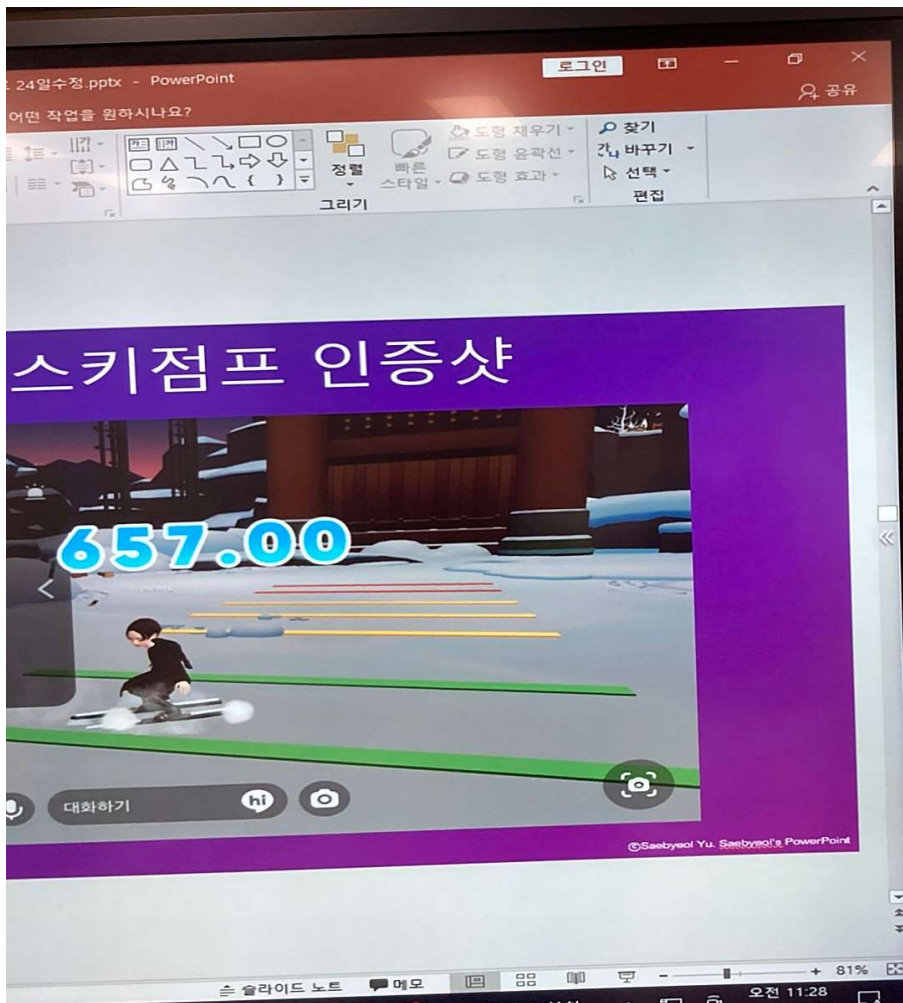 24일수정.pptx - PowerPoint
로그인
어떤 작업을 원하시나요?
공유
정렬
빠른
스타일
도형 채우기
도형 윤곽선
도형 효과
그리기
찾기
바꾸기
선택
편집
스키점프 인증샷
657.00
대화하기
hi
©Saebyeol Yu. Saebyeol's PowerPoint
슬라이드 노트
메모
81%
오전 11:28